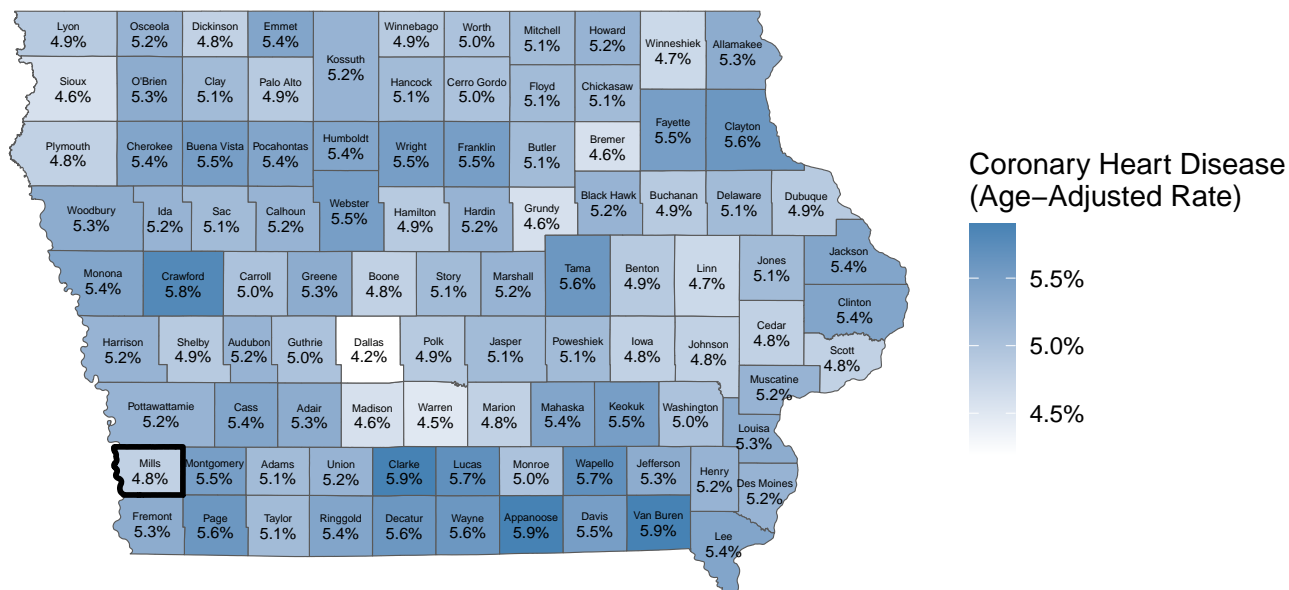 Lyon
4.9%
Osceola
5.2%
Dickinson
4.8%
Emmet
5.4%
Kossuth
5.2%
Winnebago
4.9%
Worth
5.0%
Mitchell
5.1%
Howard
5.2%
Winneshiek
4.7%
Allamakee
5.3%
Sioux
4.6%
O'Brien
5.3%
Clay
5.1%
Palo Alto
4.9%
Hancock
5.1%
Cerro Gordo
5.0%
Floyd
5.1%
Chickasaw
5.1%
Fayette
5.5%
Clayton
5.6%
Plymouth
4.8%
Cherokee
5.4%
Buena Vista
5.5%
Pocahontas
5.4%
Humboldt
5.4%
Wright
5.5%
Franklin
5.5%
Butler
5.1%
Bremer
4.6%
Woodbury
5.3%
Ida
5.2%
Sac
5.1%
Calhoun
5.2%
Webster
5.5%
Hamilton
4.9%
Hardin
5.2%
Grundy
4.6%
Black Hawk
5.2%
Buchanan
4.9%
Delaware
5.1%
Dubuque
4.9%
Monona
5.4%
Crawford
5.8%
Carroll
5.0%
Greene
5.3%
Boone
4.8%
Story
5.1%
Marshall
5.2%
Tama
5.6%
Benton
4.9%
Linn
4.7%
Jones
5.1%
Jackson
5.4%
Clinton
5.4%
Harrison
5.2%
Shelby
4.9%
Audubon
5.2%
Guthrie
5.0%
Dallas
4.2%
Polk
4.9%
Jasper
5.1%
Poweshiek
5.1%
Iowa
4.8%
Johnson
4.8%
Cedar
4.8%
Scott
4.8%
Muscatine
5.2%
Pottawattamie
5.2%
Cass
5.4%
Adair
5.3%
Madison
4.6%
Warren
4.5%
Marion
4.8%
Mahaska
5.4%
Keokuk
5.5%
Washington
5.0%
Louisa
5.3%
Mills
4.8%
Montgomery
5.5%
Adams
5.1%
Union
5.2%
Clarke
5.9%
Lucas
5.7%
Monroe
5.0%
Wapello
5.7%
Jefferson
5.3%
Henry
5.2%
Des Moines
5.2%
Fremont
5.3%
Page
5.6%
Taylor
5.1%
Ringgold
5.4%
Decatur
5.6%
Wayne
5.6%
Appanoose
5.9%
Davis
5.5%
Van Buren
5.9%
Lee
5.4%
Coronary Heart Disease
(Age−Adjusted Rate)
5.5%
5.0%
4.5%